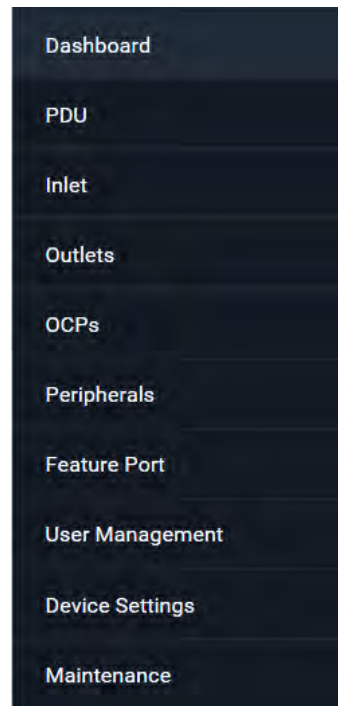 Dashboard
PDU
Inlet
Outlets
OCPs
Peripherals
Feature Port
User Management
Device Settings
Maintenance